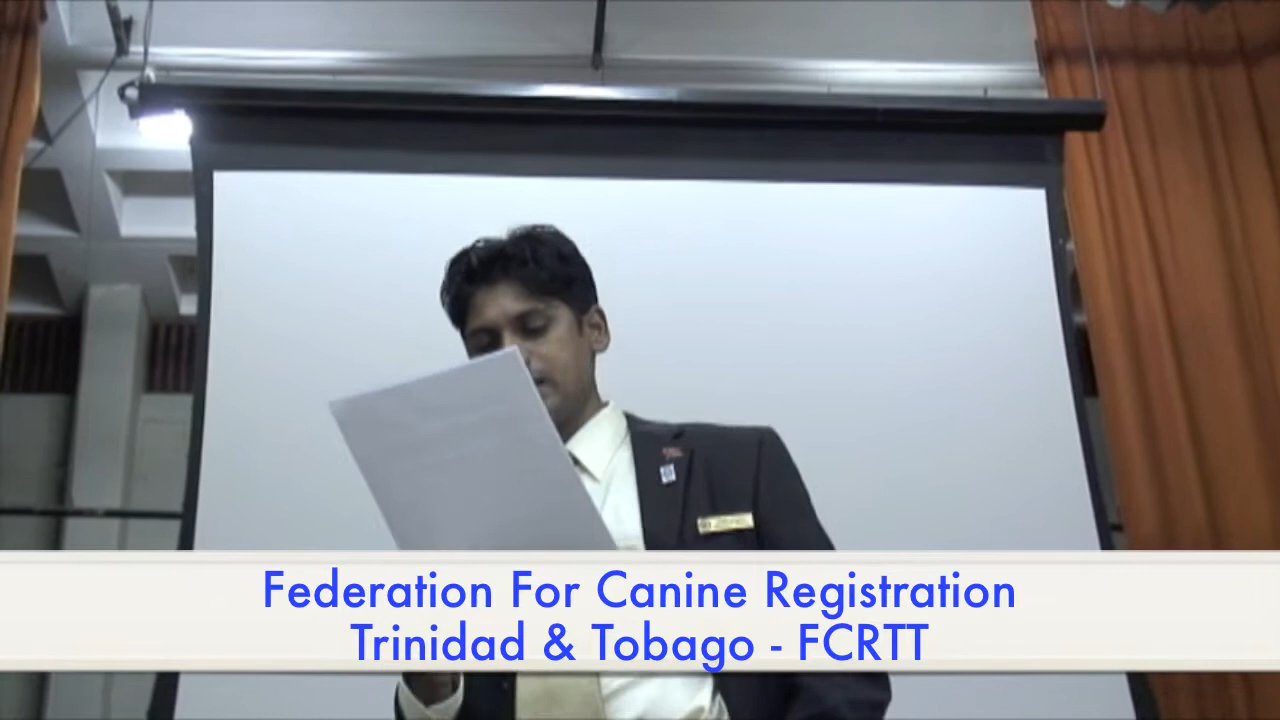 Federation For Canine Registration
Trinidad & Tobago - FCRTT